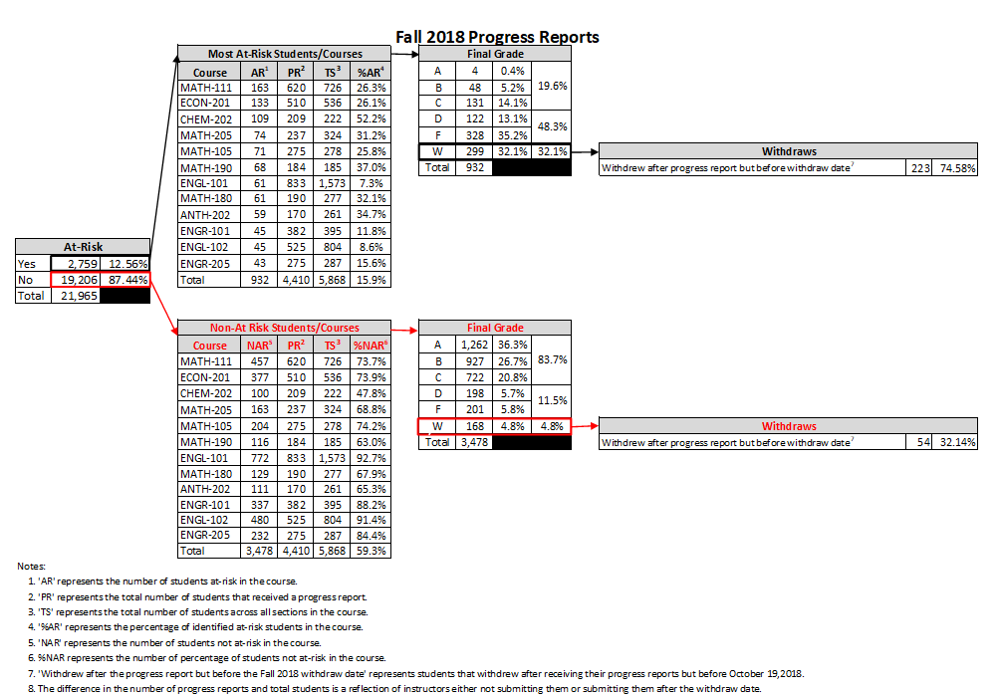 Fall 2018 Progress Reports
Most At-Risk Students/Courses
Course AR1 PR2 TS3 %AR4
MATH-111 163 620 726 26.3%
ECON-201 133 510 536 26.1%
CHEM-202 109 209 222 52.2%
MATH-205 74 237 324 31.2%
MATH-105 71 275 278 25.8%
MATH-190 68 184 185 37.0%
ENGL-101 61 833 1,573 7.3%
MATH-180 61 190 277 32.1%
ANTH-202 59 170 261 34.7%
ENGR-101 45 382 395 11.8%
ENGL-102 45 525 804 8.6%
ENGR-205 43 275 287 15.6%
Total 932 4,410 5,868 15.9%
Final Grade
A 4 0.4%
B 48 5.2% 19.6%
C 131 14.1%
D 122 13.1%
48.3%
F 328 35.2%
W 299 32.1% 32.1%
Total 932
Withdraws
Withdrew after progress report but before withdraw date7 223 74.58%
At-Risk
Yes 2,759 12.56%
No 19,206 87.44%
Total 21,965
Non-At Risk Students/Courses
Course NAR5 PR2 TS3 %NAR6
MATH-111 457 620 726 73.7%
ECON-201 377 510 536 73.9%
CHEM-202 100 209 222 47.8%
MATH-205 163 237 324 68.8%
MATH-105 204 275 278 74.2%
MATH-190 116 184 185 63.0%
ENGL-101 772 833 1,573 92.7%
MATH-180 129 190 277 67.9%
ANTH-202 111 170 261 65.3%
ENGR-101 337 382 395 88.2%
ENGL-102 480 525 804 91.4%
ENGR-205 232 275 287 84.4%
Total 3,478 4,410 5,868 59.3%
Final Grade
A 1,262 36.3%
B 927 26.7% 83.7%
C 722 20.8%
D 198 5.7%
11.5%
F 201 5.8%
W 168 4.8% 4.8%
Total 3,478
Withdraws
Withdrew after progress report but before withdraw date7 54 32.14%
Notes:
1. 'AR' represents the number of students at-risk in the course.
2. 'PR' represents the total number of students that received a progress report.
3. 'TS' represents the total number of students across all sections in the course.
4. '%AR' represents the percentage of identified at-risk students in the course.
5. 'NAR' represents the number of students not at-risk in the course.
6. %NAR represents the number of percentage of students not at-risk in the course.
7. 'Withdrew after the progress report but before the Fall 2018 withdraw date' represents students that withdrew after receiving their progress reports but before October 19,2018.
8. The difference in the number of progress reports and total students is a reflection of instructors either not submitting them or submitting them after the withdraw date.